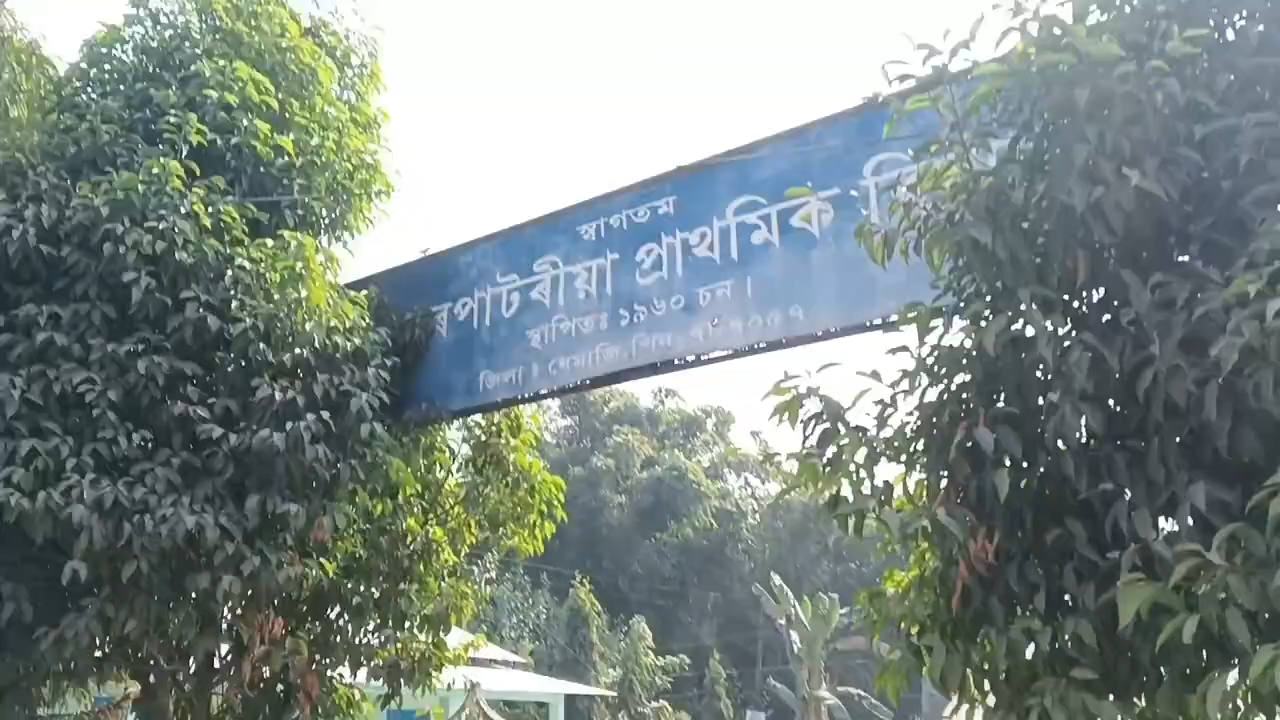 স্বাগতম
ৰপাটৰীয়া প্ৰাথমিক বি
স্থাপিতঃ ১৯৬০ চন।
জিলা ঃ ধেমাজি, পিন